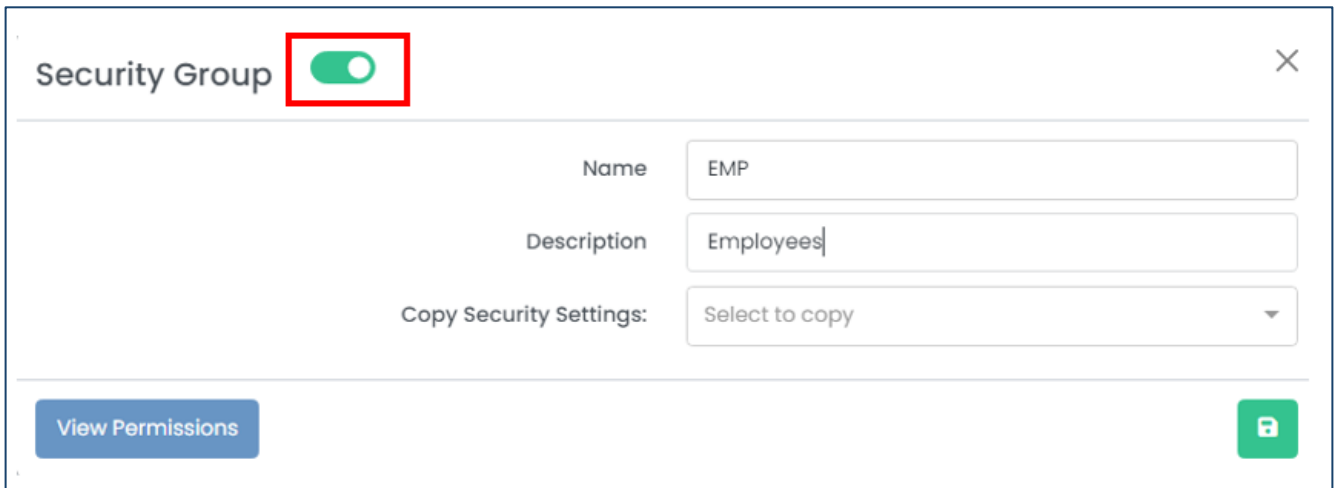 Security Group
Name
EMP
Description
Employees
Copy Security Settings:
Select to copy
View Permissions